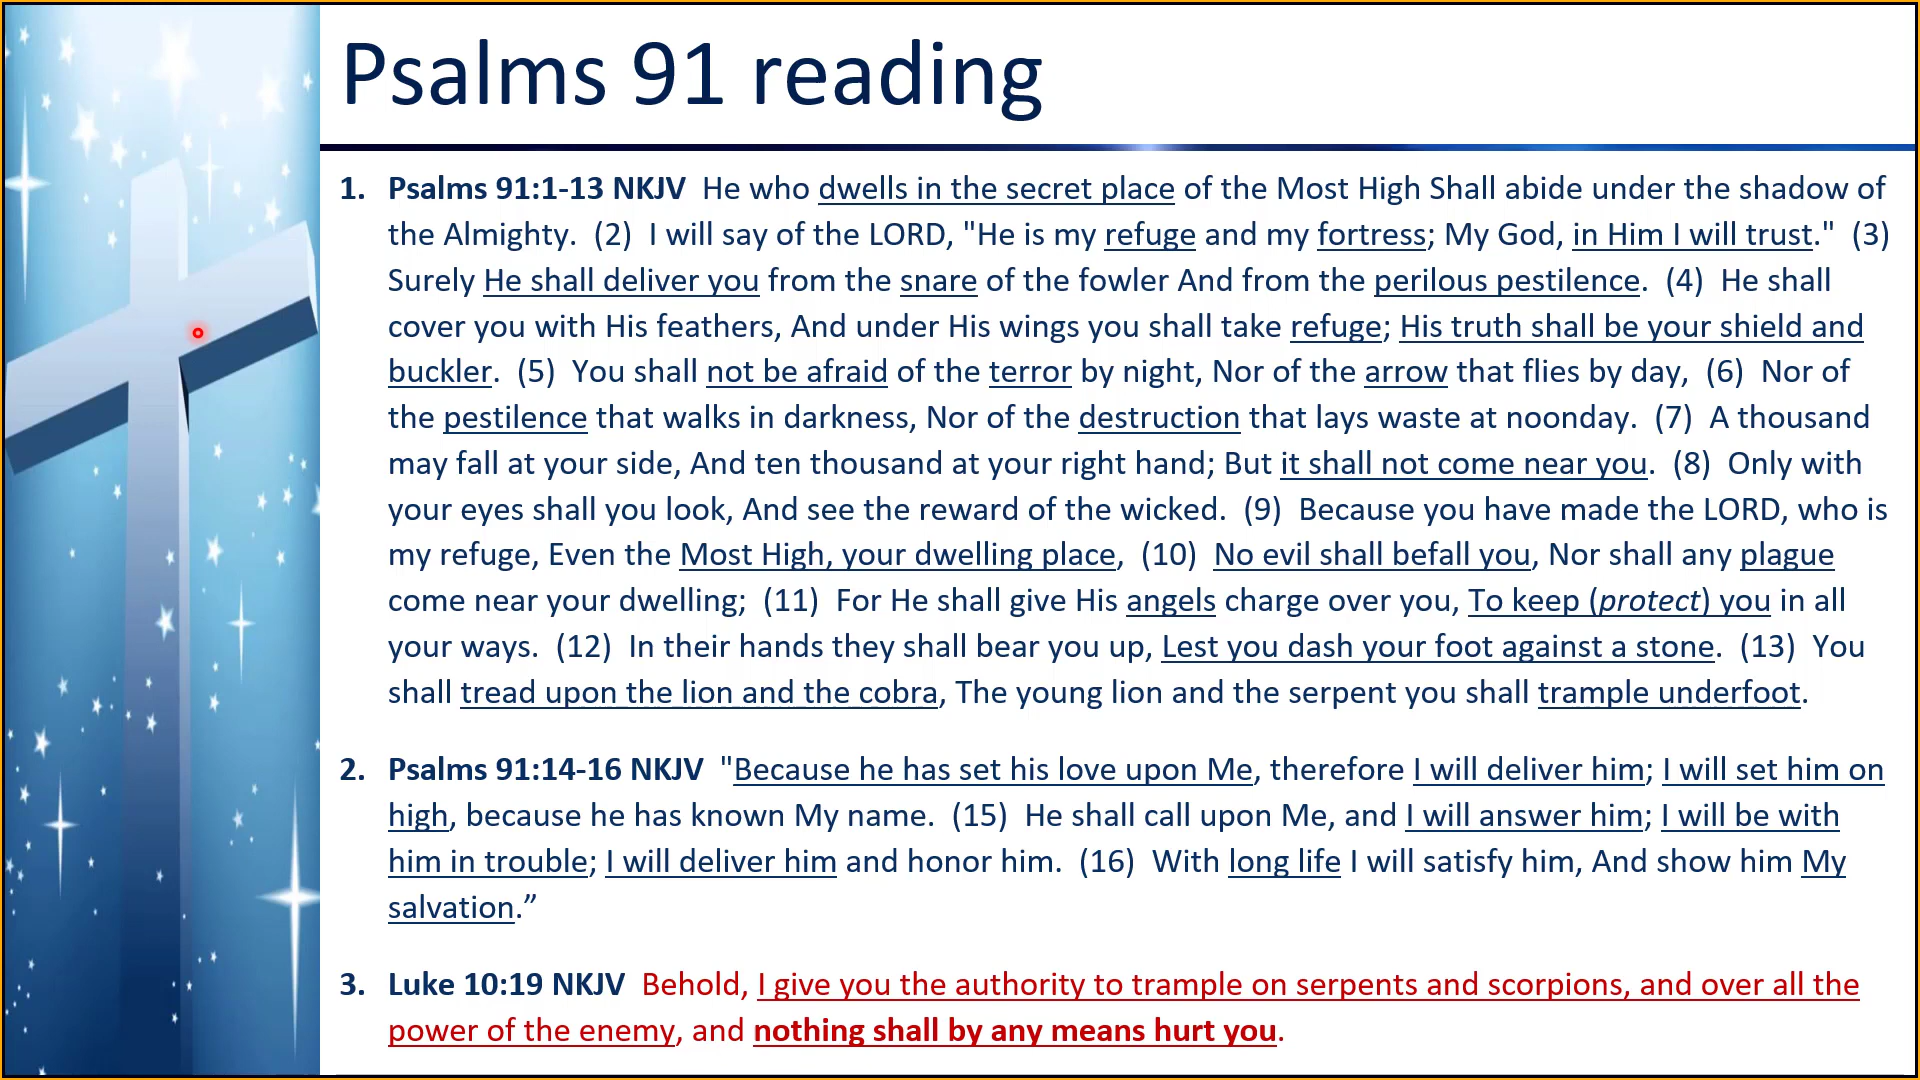 Psalms 91 reading
1. Psalms 91:1-13 NKJV  He who dwells in the secret place of the Most High Shall abide under the shadow of
the Almighty.  (2)  I will say of the LORD, "He is my refuge and my fortress; My God, in Him I will trust."  (3)
Surely He shall deliver you from the snare of the fowler And from the perilous pestilence.  (4)  He shall
cover you with His feathers, And under His wings you shall take refuge; His truth shall be your shield and
buckler.  (5)  You shall not be afraid of the terror by night, Nor of the arrow that flies by day,  (6)  Nor of
the pestilence that walks in darkness, Nor of the destruction that lays waste at noonday.  (7)  A thousand
may fall at your side, And ten thousand at your right hand; But it shall not come near you.  (8)  Only with
your eyes shall you look, And see the reward of the wicked.  (9)  Because you have made the LORD, who is
my refuge, Even the Most High, your dwelling place,  (10)  No evil shall befall you, Nor shall any plague
come near your dwelling;  (11)  For He shall give His angels charge over you, To keep (protect) you in all
your ways.  (12)  In their hands they shall bear you up, Lest you dash your foot against a stone.  (13)  You
shall tread upon the lion and the cobra, The young lion and the serpent you shall trample underfoot.
2. Psalms 91:14-16 NKJV  "Because he has set his love upon Me, therefore I will deliver him; I will set him on
high, because he has known My name.  (15)  He shall call upon Me, and I will answer him; I will be with
him in trouble; I will deliver him and honor him.  (16)  With long life I will satisfy him, And show him My
salvation.”
3. Luke 10:19 NKJV  Behold, I give you the authority to trample on serpents and scorpions, and over all the
power of the enemy, and nothing shall by any means hurt you.